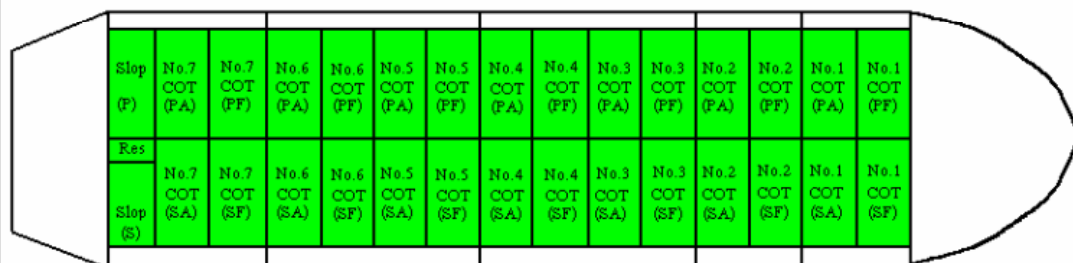 Slop
(P)
No.7
COT
(PA)
No.7
COT
(PF)
No.6
COT
(PA)
No.6
COT
(PF)
No.5
COT
(PA)
No.5
COT
(PF)
No.4
COT
(PA)
No.4
COT
(PF)
No.3
COT
(PA)
No.3
COT
(PF)
No.2
COT
(PA)
No.2
COT
(PF)
No.1
COT
(PA)
No.1
COT
(PF)
Res
Slop
(S)
No.7
COT
(SA)
No.7
COT
(SF)
No.6
COT
(SA)
No.6
COT
(SF)
No.5
COT
(SA)
No.5
COT
(SF)
No.4
COT
(SA)
No.4
COT
(SF)
No.3
COT
(SA)
No.3
COT
(SF)
No.2
COT
(SA)
No.2
COT
(SF)
No.1
COT
(SA)
No.1
COT
(SF)